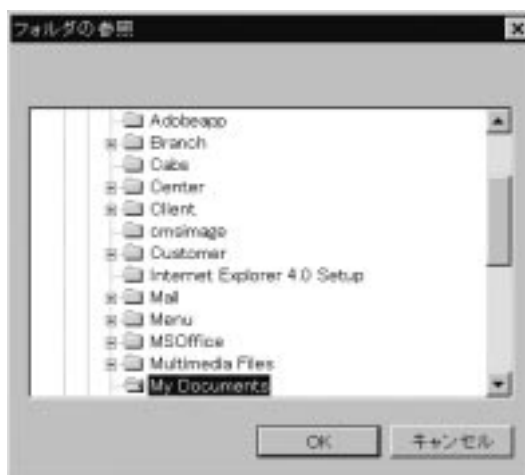 フォルダの参照
Adobeapp
Branch
Cabs
Center
Client
cmsimage
Customer
Internet Explorer 4.0 Setup
Mail
Menu
MSOffice
Multimedia Files
My Documents
OK
キャンセル